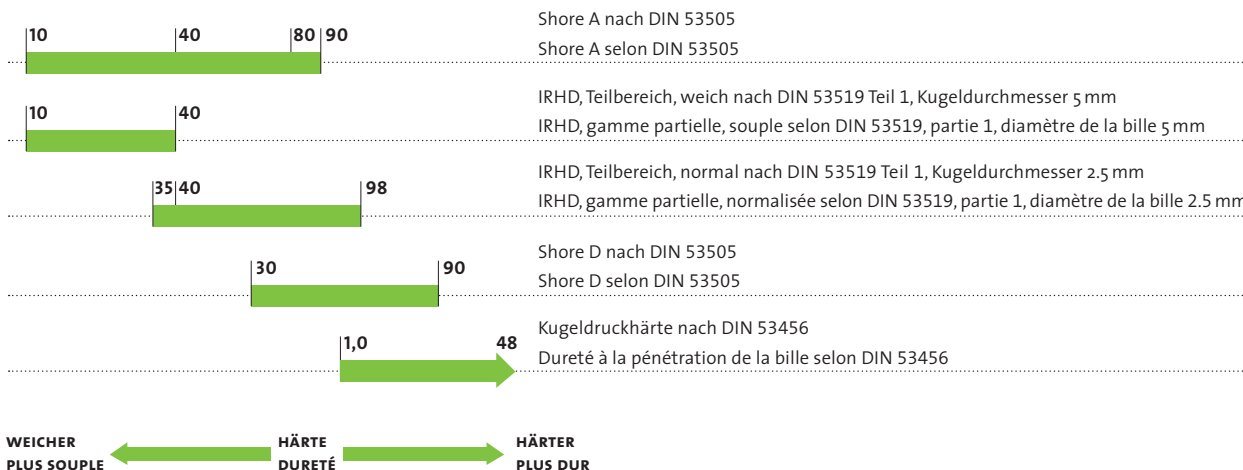 Shore A nach DIN 53505
10 40 80 90
Shore A selon DIN 53505
IRHD, Teilbereich, weich nach DIN 53519 Teil 1, Kugeldurchmesser 5 mm
10 40
IRHD, gamme partielle, souple selon DIN 53519, partie 1, diamètre de la bille 5 mm
IRHD, Teilbereich, normal nach DIN 53519 Teil 1, Kugeldurchmesser 2.5 mm
35 40 98
IRHD, gamme partielle, normalisée selon DIN 53519, partie 1, diamètre de la bille 2.5 mm
Shore D nach DIN 53505
30 90
Shore D selon DIN 53505
Kugeldruckhärte nach DIN 53456
1,0 48
Dureté à la pénétration de la bille selon DIN 53456
WEICHER HÄRTE HÄRTER
PLUS SOUPLE DURETÉ PLUS DUR